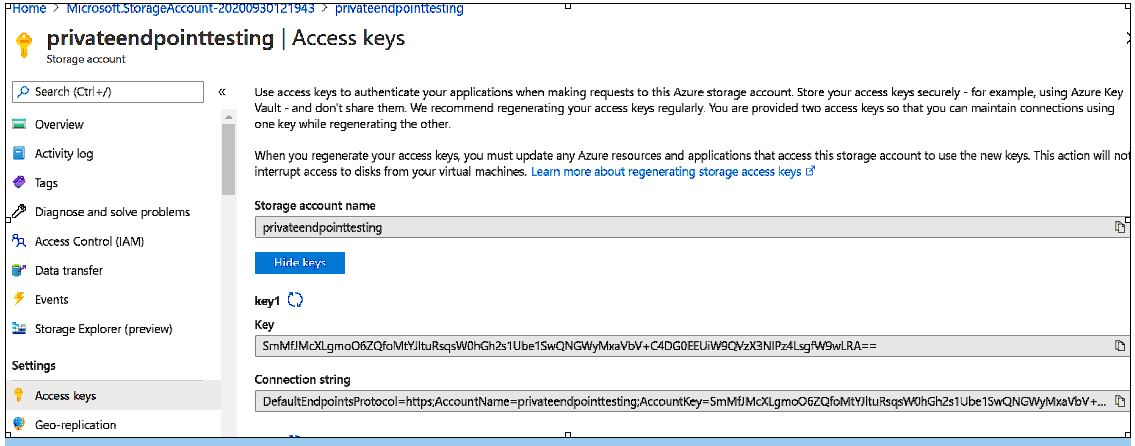 Home > Microsoft.StorageAccount-20200930121943 > privateendpointtesting
privateendpointtesting | Access keys
Storage account
Search (Ctrl+/)
«
Overview
Activity log
Tags
Diagnose and solve problems
Access Control (IAM)
Data transfer
Events
Storage Explorer (preview)
Settings
Access keys
Geo-replication
Use access keys to authenticate your applications when making requests to this Azure storage account. Store your access keys securely - for example, using Azure Key
Vault - and don't share them. We recommend regenerating your access keys regularly. You are provided two access keys so that you can maintain connections using
one key while regenerating the other.
When you regenerate your access keys, you must update any Azure resources and applications that access this storage account to use the new keys. This action will not
interrupt access to disks from your virtual machines. Learn more about regenerating storage access keys
Storage account name
privateendpointtesting
Hide keys
key1
Key
Connection string
DefaultEndpointsProtocol=https;AccountName=privateendpointtesting;AccountKey=